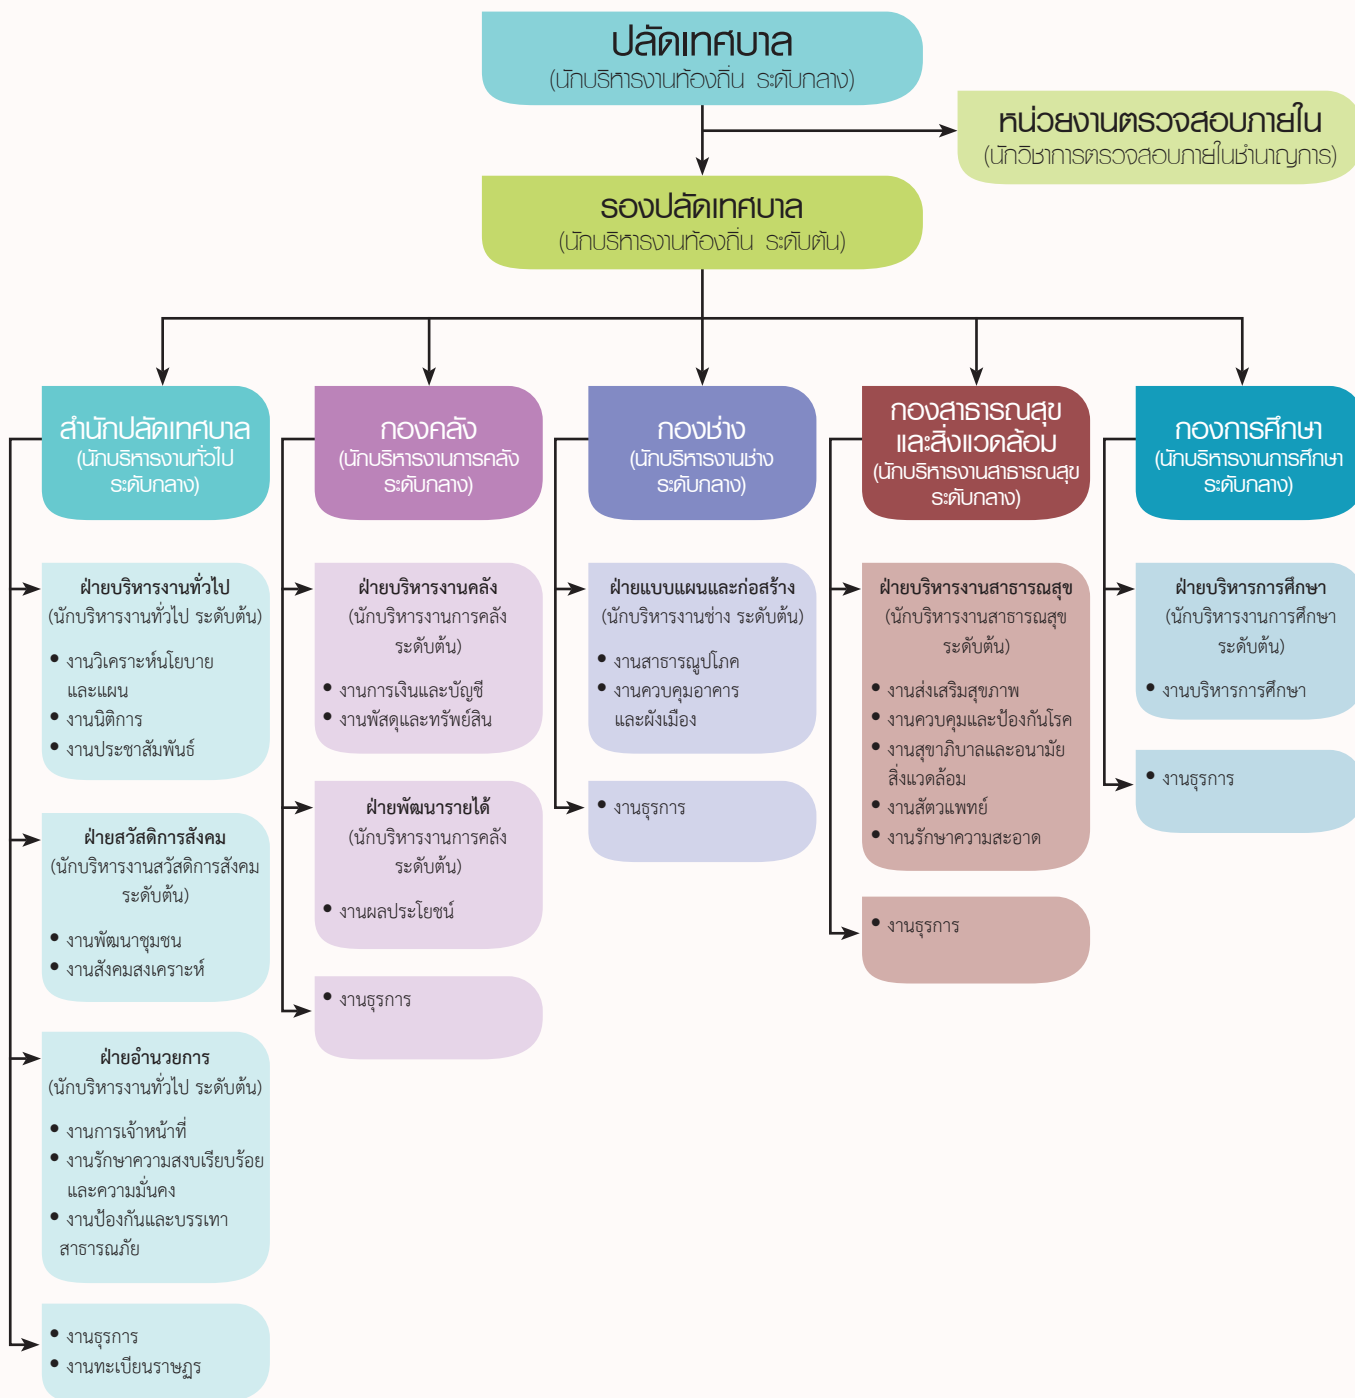 ปลัดเทศบาล
(นักบริหารงานท้องถิ่น ระดับกลาง)
หน่วยงานตรวจสอบภายใน
(นักวิชาการตรวจสอบภายในชำนาญการ)
รองปลัดเทศบาล
(นักบริหารงานท้องถิ่น ระดับต้น)
สำนักปลัดเทศบาล
(นักบริหารงานทั่วไป
ระดับกลาง)
ฝ่ายบริหารงานทั่วไป
(นักบริหารงานทั่วไป ระดับต้น)
• งานวิเคราะห์นโยบาย
และแผน
• งานนิติการ
• งานประชาสัมพันธ์
ฝ่ายสวัสดิการสังคม
(นักบริหารงานสวัสดิการสังคม
ระดับต้น)
• งานพัฒนาชุมชน
• งานสังคมสงเคราะห์
ฝ่ายอำนวยการ
(นักบริหารงานทั่วไป ระดับต้น)
• งานการเจ้าหน้าที่
• งานรักษาความสงบเรียบร้อย
และความมั่นคง
• งานป้องกันและบรรเทา
สาธารณภัย
• งานธุรการ
• งานทะเบียนราษฎร
กองคลัง
(นักบริหารงานการคลัง
ระดับกลาง)
ฝ่ายบริหารงานคลัง
(นักบริหารงานการคลัง
ระดับต้น)
• งานการเงินและบัญชี
• งานพัสดุและทรัพย์สิน
ฝ่ายพัฒนารายได้
(นักบริหารงานการคลัง
ระดับต้น)
• งานผลประโยชน์
• งานธุรการ
กองช่าง
(นักบริหารงานช่าง
ระดับกลาง)
ฝ่ายแบบแผนและก่อสร้าง
(นักบริหารงานช่าง ระดับต้น)
• งานสาธารณูปโภค
• งานควบคุมอาคาร
และผังเมือง
• งานธุรการ
กองสาธารณสุข
และสิ่งแวดล้อม
(นักบริหารงานสาธารณสุข
ระดับกลาง)
ฝ่ายบริหารงานสาธารณสุข
(นักบริหารงานสาธารณสุข
ระดับต้น)
• งานส่งเสริมสุขภาพ
• งานควบคุมและป้องกันโรค
• งานสุขาภิบาลและอนามัย
สิ่งแวดล้อม
• งานสัตวแพทย์
• งานรักษาความสะอาด
• งานธุรการ
กองการศึกษา
(นักบริหารงานการศึกษา
ระดับกลาง)
ฝ่ายบริหารการศึกษา
(นักบริหารงานการศึกษา
ระดับต้น)
• งานบริหารการศึกษา
• งานธุรการ